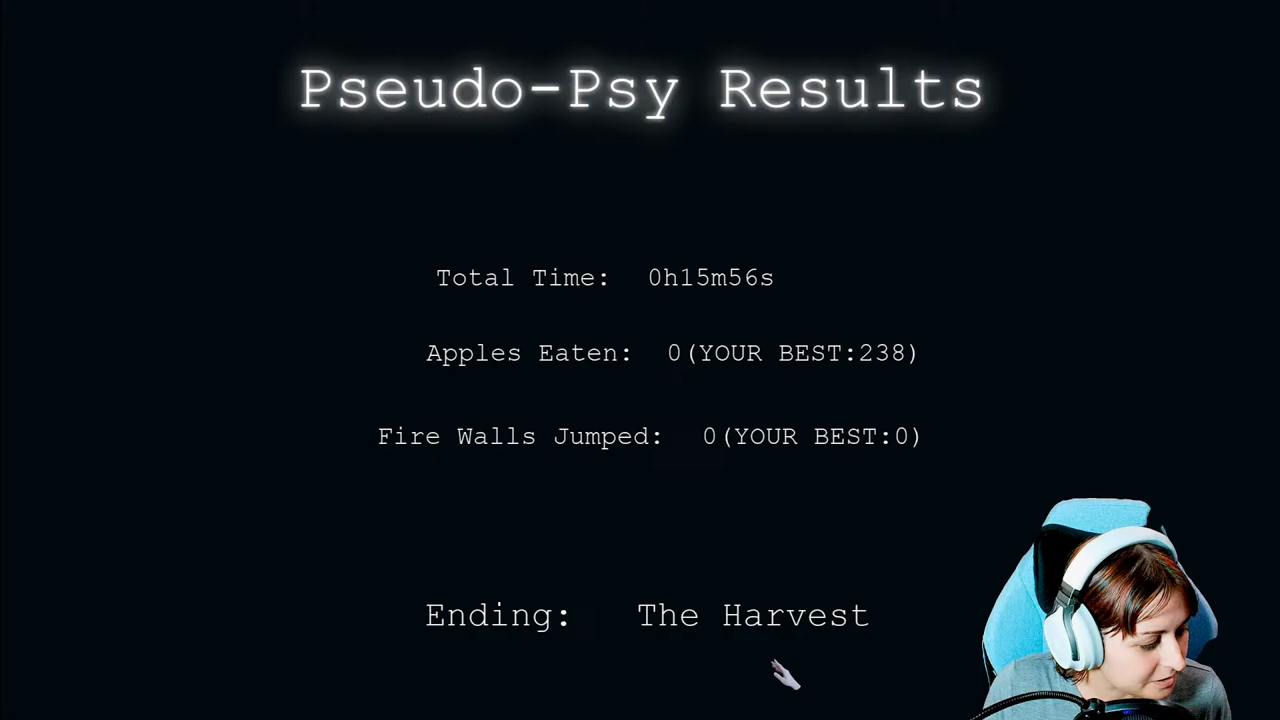 Pseudo-Psy Results
Total Time: 0h15m56s
Apples Eaten: 0(YOUR BEST:238)
Fire Walls Jumped: 0(YOUR BEST:0)
Ending: The Harvest